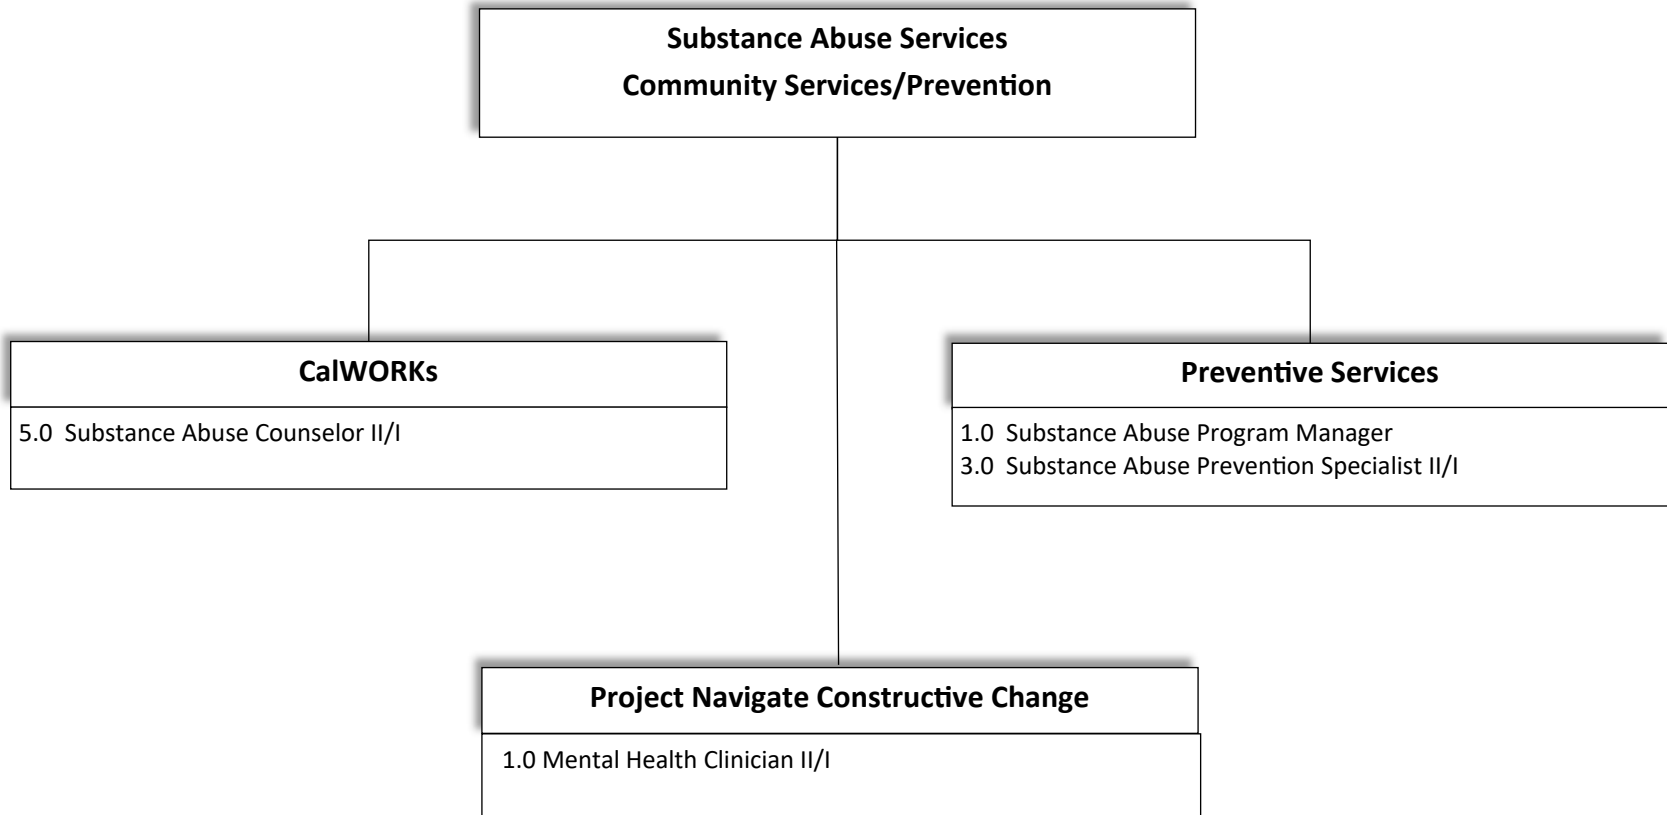 Substance Abuse Services
Community Services/Prevention
CalWORKs
5.0 Substance Abuse Counselor II/I
Preventive Services
1.0 Substance Abuse Program Manager
3.0 Substance Abuse Prevention Specialist II/I
Project Navigate Constructive Change
1.0 Mental Health Clinician II/I